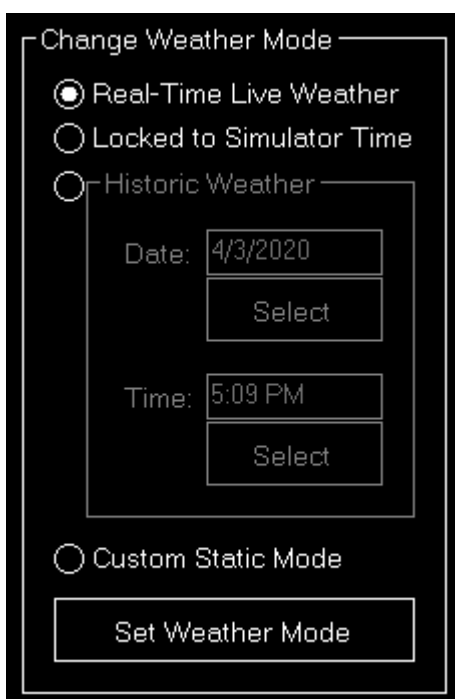 Change Weather Mode
Real-Time Live Weather
Locked to Simulator Time
Historic Weather
Date: 4/3/2020
Select
Time: 5:09 PM
Select
Custom Static Mode
Set Weather Mode